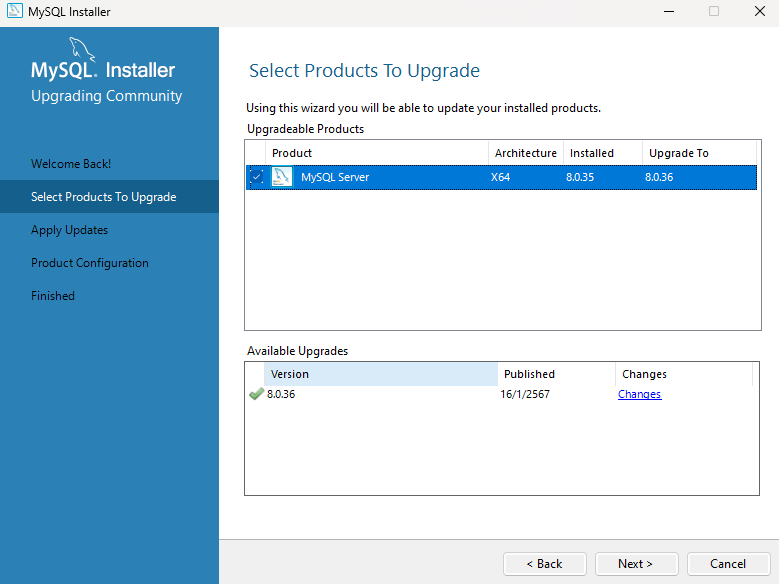 MySQL Installer
MySQL. Installer
Upgrading Community
Welcome Back!
Select Products To Upgrade
Apply Updates
Product Configuration
Finished
Select Products To Upgrade
Using this wizard you will be able to update your installed products.
Upgradeable Products
Product Architecture Installed Upgrade To
MySQL Server X64 8.0.35 8.0.36
Available Upgrades
Version Published Changes
8.0.36 16/1/2567 Changes
< Back Next > Cancel